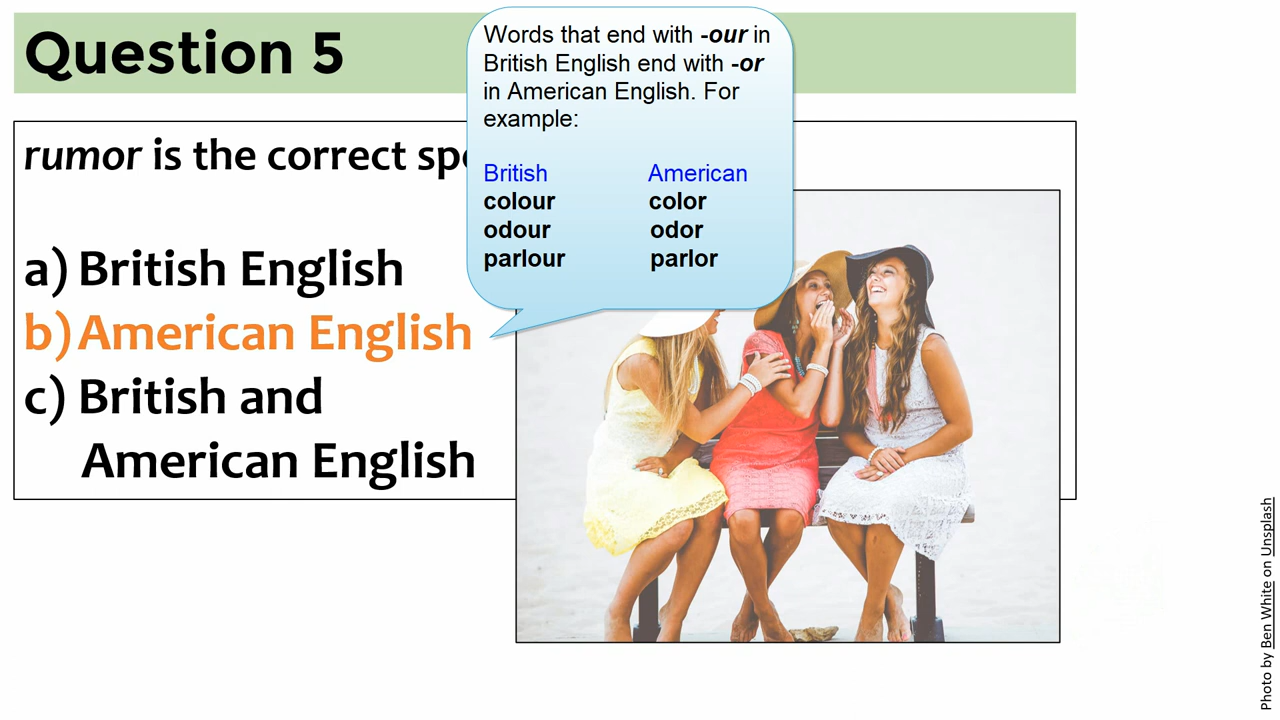 Question 5
rumor is the correct
a) British English
b) American English
c) British and
American English
Words that end with -our in
British English end with -or
in American English. For
example:
British American
colour color
odour odor
parlour parlor
Photo by Ben White on Unsplash